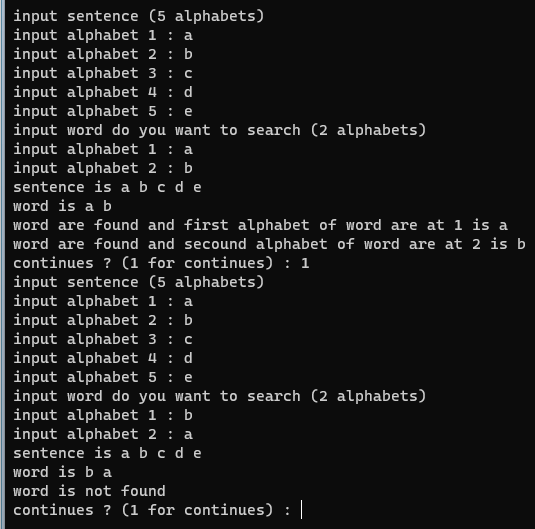 input sentence (5 alphabets)
input alphabet 1 : a
input alphabet 2 : b
input alphabet 3 : c
input alphabet 4 : d
input alphabet 5 : e
input word do you want to search (2 alphabets)
input alphabet 1 : a
input alphabet 2 : b
sentence is a b c d e
word is a b
word are found and first alphabet of word are at 1 is a
word are found and secound alphabet of word are at 2 is b
continues ? (1 for continues) : 1
input sentence (5 alphabets)
input alphabet 1 : a
input alphabet 2 : b
input alphabet 3 : c
input alphabet 4 : d
input alphabet 5 : e
input word do you want to search (2 alphabets)
input alphabet 1 : b
input alphabet 2 : a
sentence is a b c d e
word is b a
word is not found
continues ? (1 for continues) :